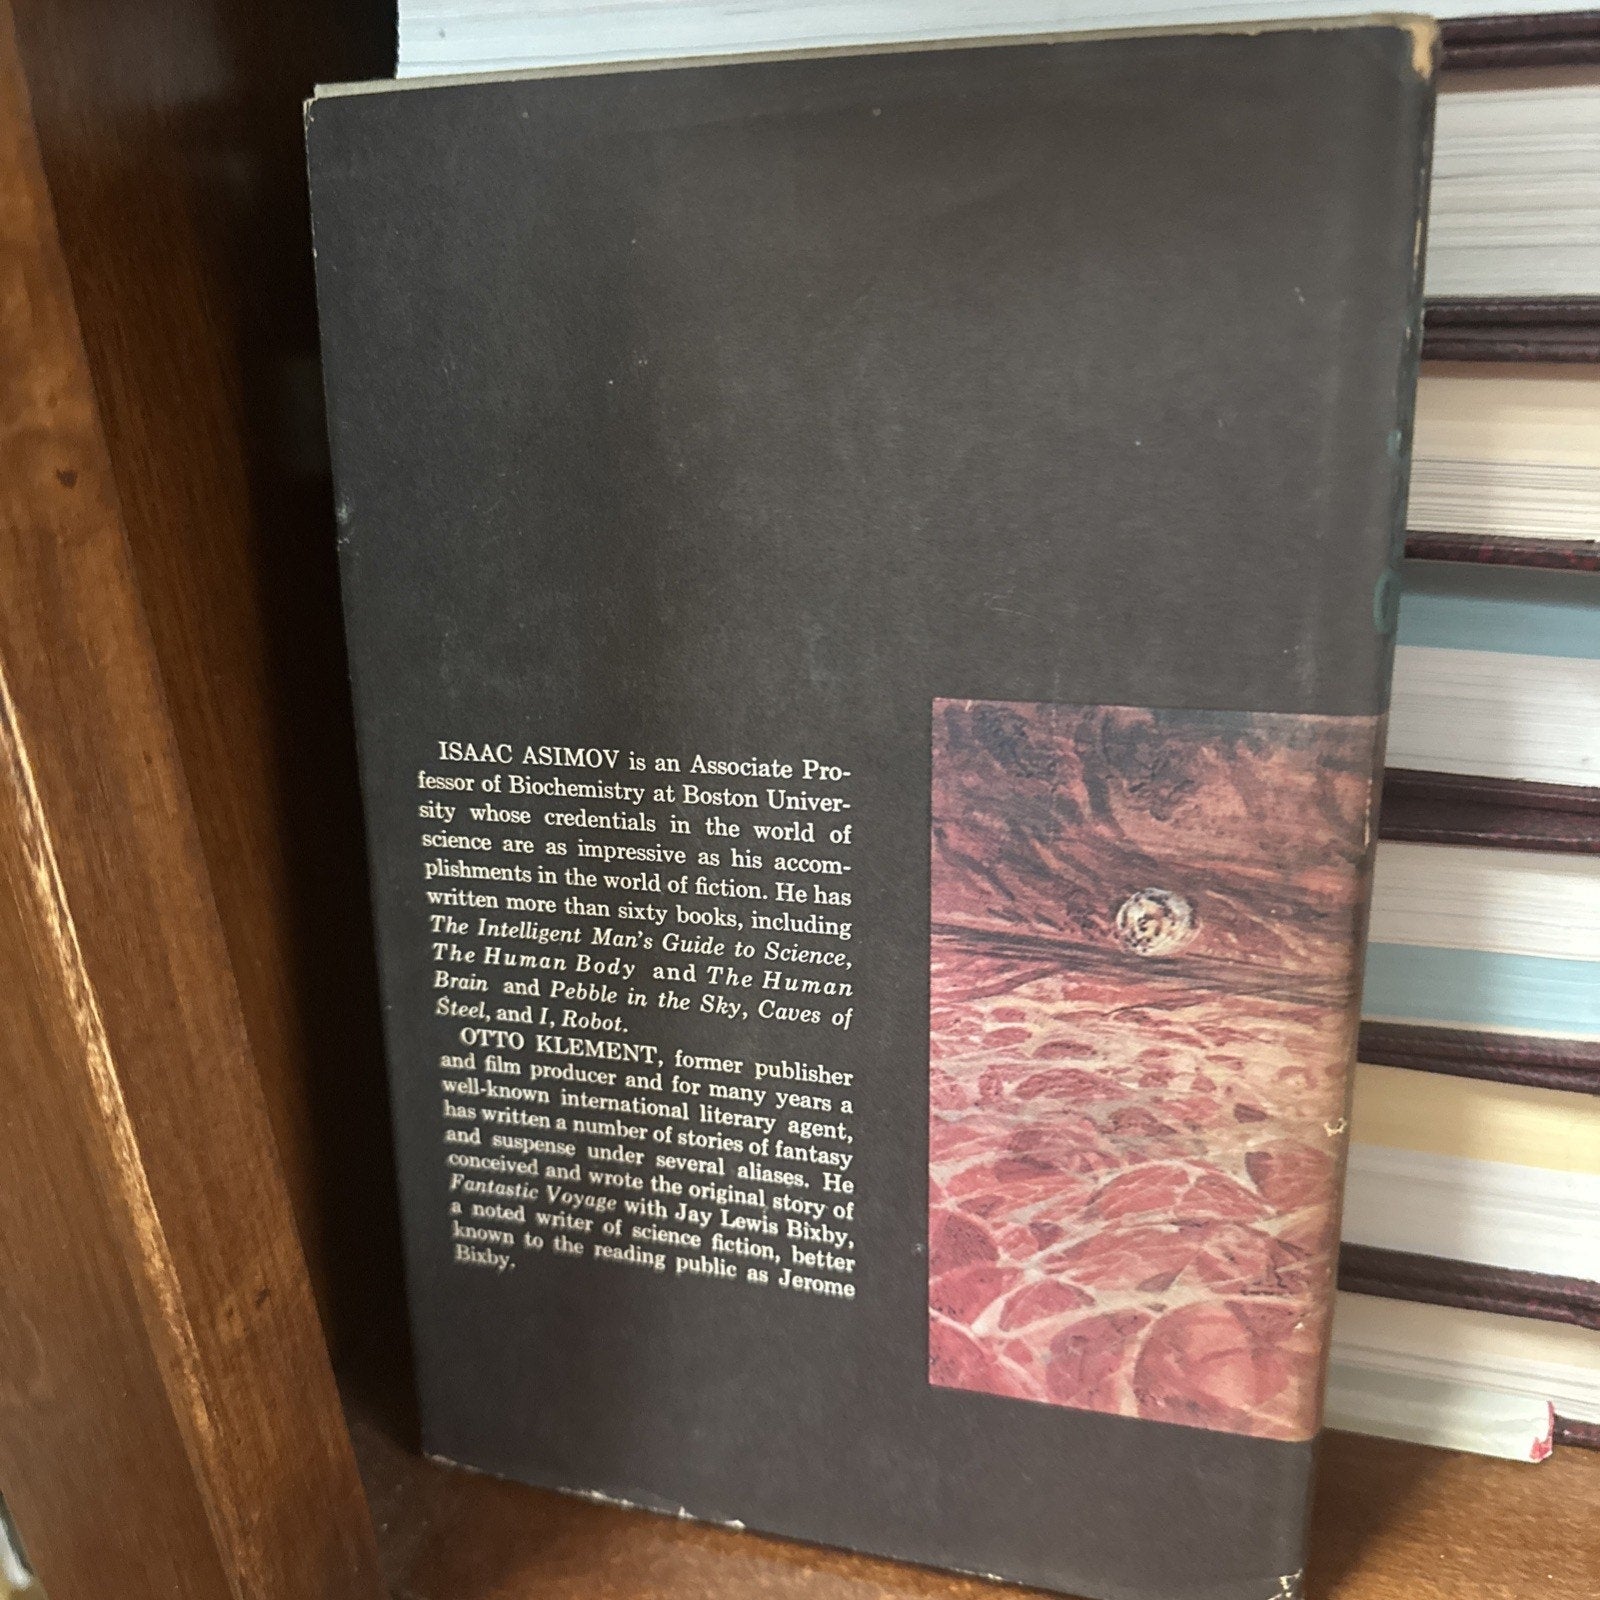 ISAAC ASIMOV is an Associate Pro-
fessor of Biochemistry at Boston Univer-
sity whose credentials in the world of
science are as impressive as his accom-
plishments in the world of fiction. He has
written more than sixty books, including
The Intelligent Man's Guide to Science,
The Human Body and The Human
Brain and Pebble in the Sky, Caves of
Steel, and I, Robot.
OTTO KLEMENT, former publisher
and film producer and for many years a
well-known international literary agent,
has written a number of stories of fantasy
and suspense under several aliases. He
conceived and wrote the original story of
Fantastic Voyage with Jay Lewis Bixby,
a noted writer of science fiction, better
known to the reading public as Jerome
Bixby.